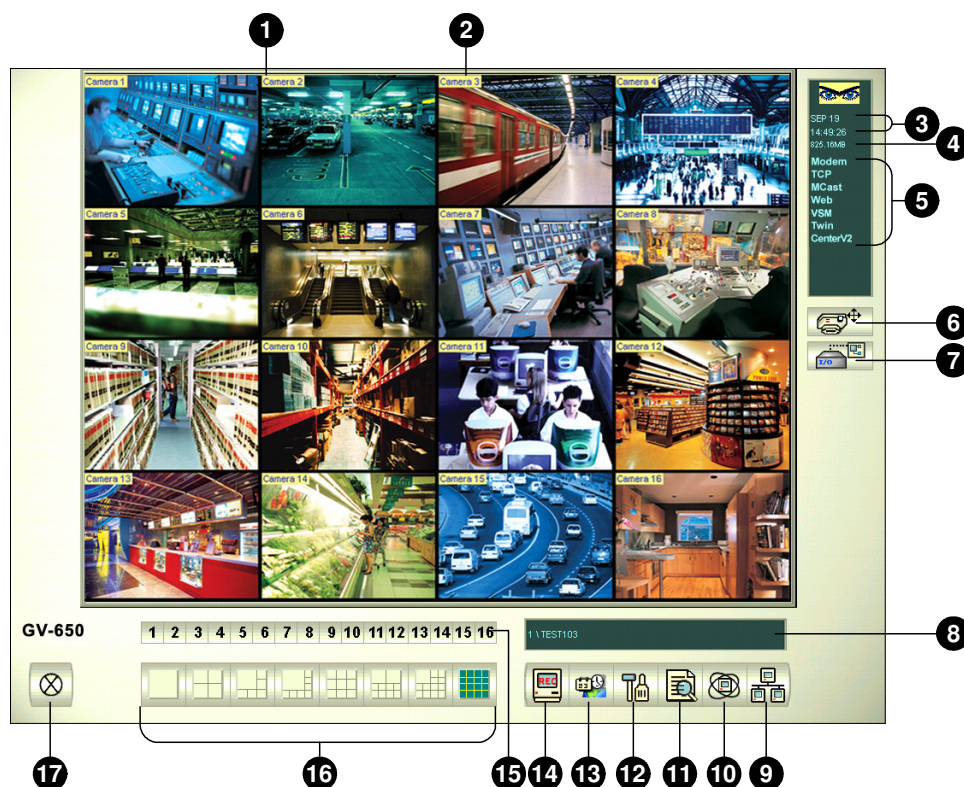 1
2
Camera 1
Camera 2
Camera 3
Camera 4
SEP 19
14:49:26
825.16MB
3
4
Modem
TCP
MCast
Web
VSM
Twin
CenterV2
5
Camera 5
Camera 6
Camera 7
Camera 8
6
I/O
7
Camera 9
Camera 10
Camera 11
Camera 12
Camera 13
Camera 14
Camera 15
Camera 16
GV-650
1 2 3 4 5 6 7 8 9 10 11 12 13 14 15 16
1 \ TEST103
8
REC
17
16
15
14
13
12
11
10
9